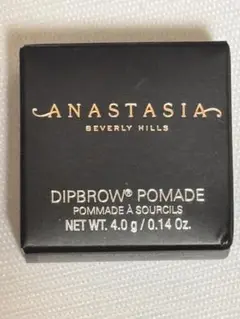 ANASTASIA
BEVERLY HILLS
DIPBROW® POMADE
POMMADE À SOURCILS
NET WT. 4.0 g / 0.14 Oz.